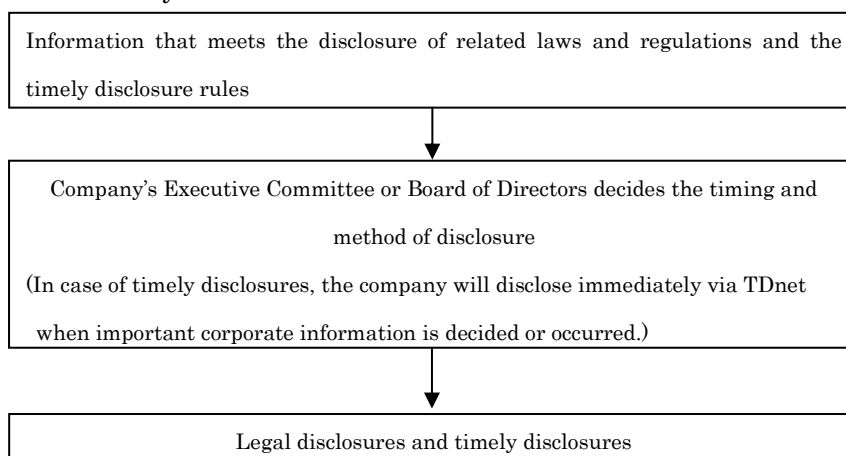 Information that meets the disclosure of related laws and regulations and the
timely disclosure rules
Company’s Executive Committee or Board of Directors decides the timing and
method of disclosure
(In case of timely disclosures, the company will disclose immediately via TDnet
when important corporate information is decided or occurred.)
Legal disclosures and timely disclosures